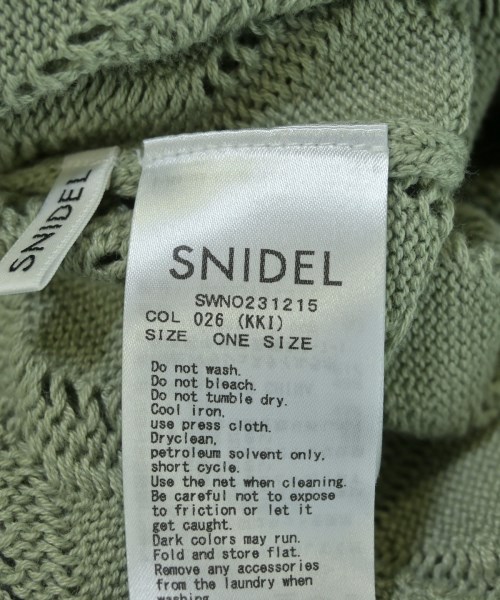 SNIDEL
SNIDEL
SWNO231215
COL 026 (KKI)
SIZE ONE SIZE
Do not wash.
Do not bleach.
Do not tumble dry.
Cool iron.
use press cloth.
Dryclean,
petroleum solvent only,
short cycle.
Use the net when cleaning.
Be careful not to expose
to friction or let it
get caught.
Dark colors may run.
Fold and store flat.
Remove any accessories
from the laundry when
washing.